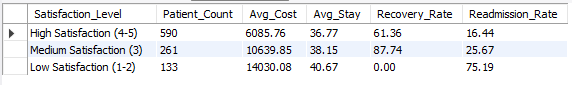 Satisfaction_Level Patient_Count Avg_Cost Avg_Stay Recovery_Rate Readmission_Rate
High Satisfaction (4-5) 590 6085.76 36.77 61.36 16.44
Medium Satisfaction (3) 261 10639.85 38.15 87.74 25.67
Low Satisfaction (1-2) 133 14030.08 40.67 0.00 75.19